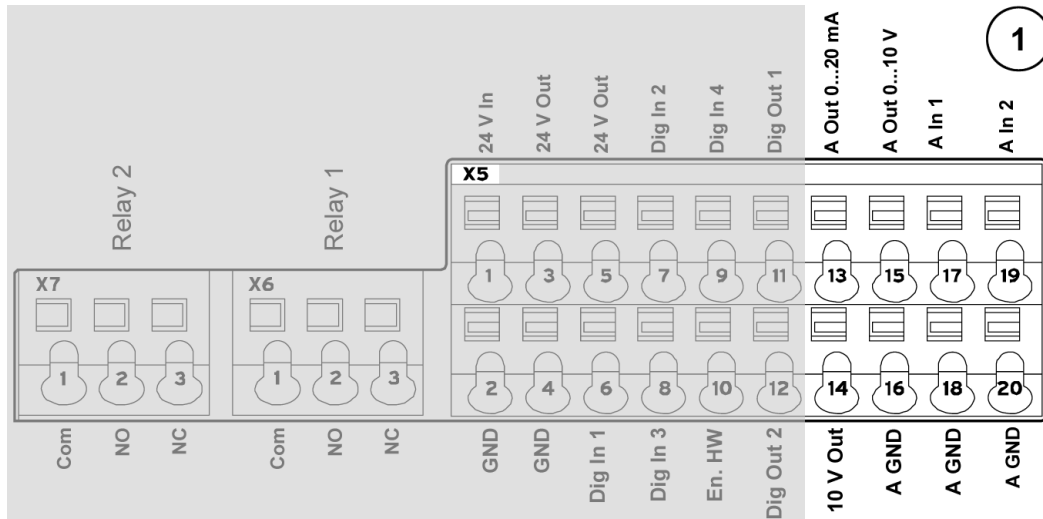 1
24 V In
24 V Out
24 V Out
Dig In 2
Dig In 4
Dig Out 1
A Out 0...20 mA
A Out 0...10 V
A In 1
A In 2
Relay 2
Relay 1
X5
1 3 5 7 9 11 13 15 17 19
X7
X6
1 2 3
1 2 3
2 4 6 8 10 12 14 16 18 20
Com
NO
NC
Com
NO
NC
GND
GND
Dig In 1
Dig In 3
En. HW
Dig Out 2
10 V Out
A GND
A GND
A GND